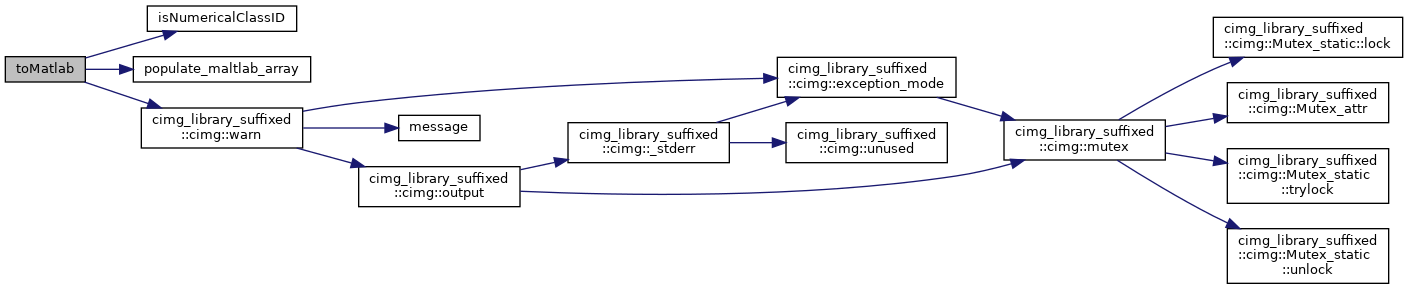 toMatlab
isNumericalClassID
populate_maltlab_array
cimg_library_suffixed
::cimg::warn
message
cimg_library_suffixed
::cimg::output
cimg_library_suffixed
::cimg::_stderr
cimg_library_suffixed
::cimg::exception_mode
cimg_library_suffixed
::cimg::unused
cimg_library_suffixed
::cimg::mutex
cimg_library_suffixed
::cimg::Mutex_static::lock
cimg_library_suffixed
::cimg::Mutex_attr
cimg_library_suffixed
::cimg::Mutex_static
::trylock
cimg_library_suffixed
::cimg::Mutex_static
::unlock